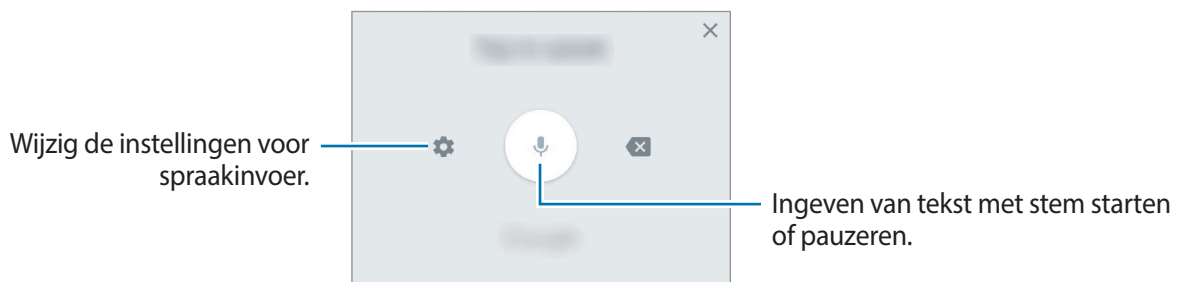 Wijzig de instellingen voor
spraakinvoer.
Ingeven van tekst met stem starten
of pauzeren.